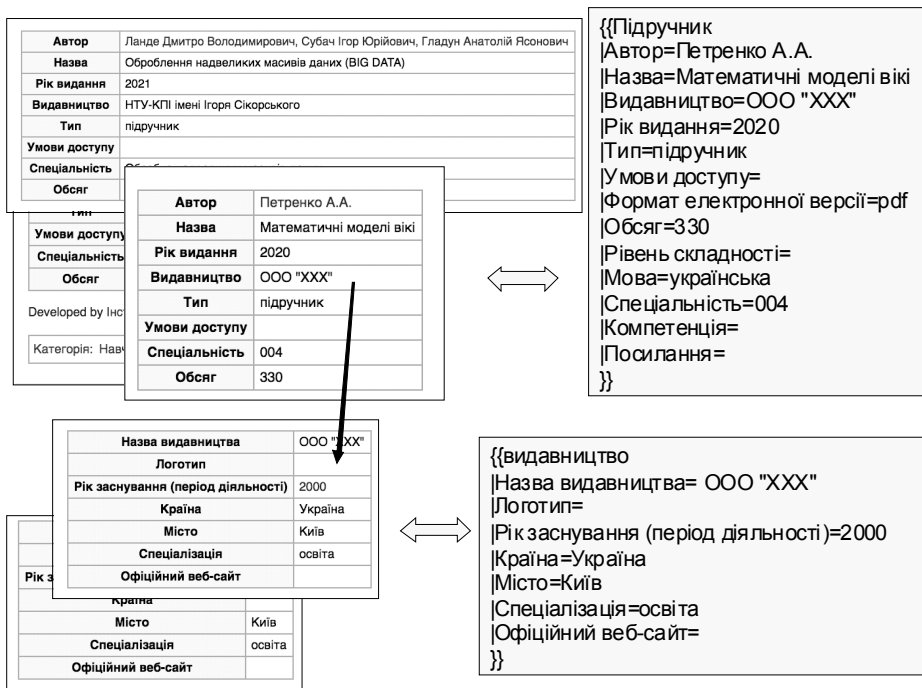 Автор Ланде Дмитро Володимирович, Субач Ігор Юрійович, Гладун Анатолій Ясонович
Назва Оброблення надвеликих масивів даних (BIG DATA)
Рік видання 2021
Видавництво НТУ-КПІ імені Ігоря Сікорського
Тип підручник
Умови доступу
Спеціальність
Обсяг
Умови доступу
Спеціальність
Обсяг
Developed by
Категорія:
Автор Петренко А.А.
Назва Математичні моделі вікі
Рік видання 2020
Видавництво ООО "XXX"
Тип підручник
Умови доступу
Спеціальність 004
Обсяг 330
{{Підручник
|Автор=Петренко А.А.
|Назва=Математичні моделі вікі
|Видавництво=ООО "XXX"
|Рік видання=2020
|Тип=підручник
|Умови доступу=
|Формат електронної версії=pdf
|Обсяг=330
|Рівень складності=
|Мова=українська
|Спеціальність=004
|Компетенція=
|Посилання=
}}
Назва видавництва ООО "XXX"
Логотип
Рік заснування (період діяльності) 2000
Країна Україна
Місто Київ
Спеціалізація освіта
Офіційний веб-сайт
Країна
Місто Київ
Спеціалізація освіта
Офіційний веб-сайт
{{видавництво
|Назва видавництва= ООО "XXX"
|Логотип=
|Рік заснування (період діяльності)=2000
|Країна=Україна
|Місто=Київ
|Спеціалізація=освіта
|Офіційний веб-сайт=
}}